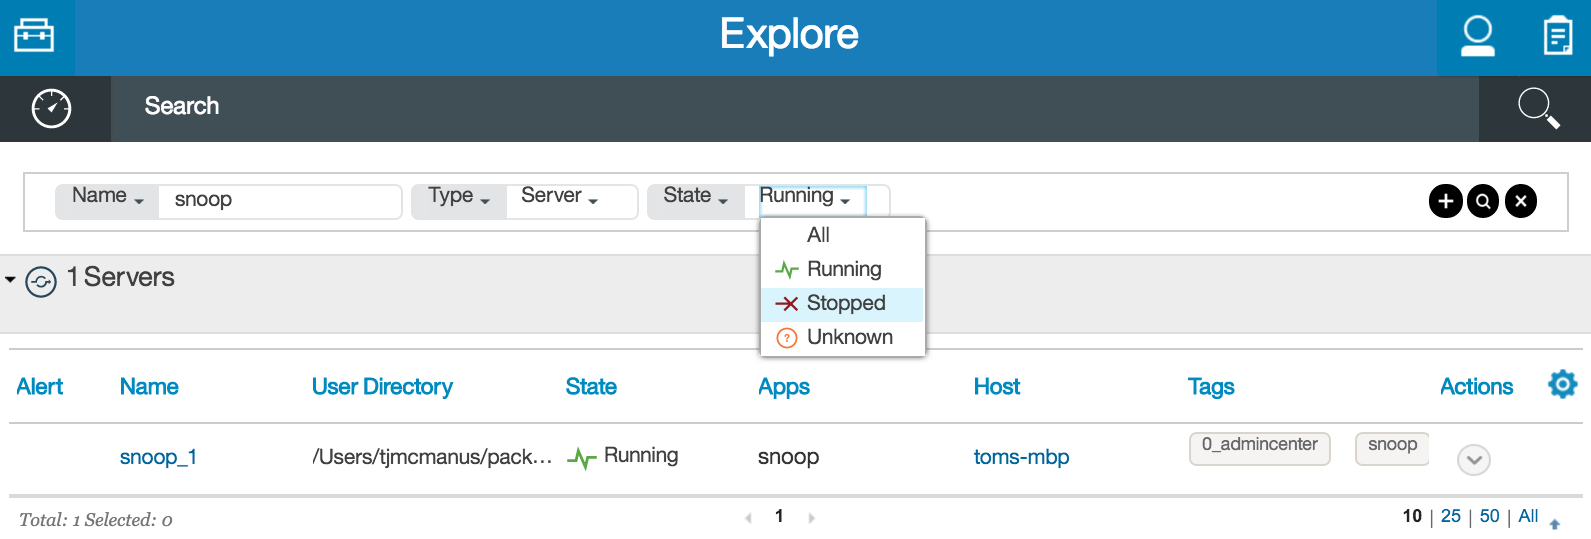 Explore
Search
Name snoop Type Server State Running
All
Running
Stopped
? Unknown
1 Servers
Alert Name User Directory State Apps Host Tags Actions
snoop_1 /Users/tjmcmanus/pack... Running snoop toms-mbp 0_admincenter snoop
Total: 1 Selected: 0 1 10 | 25 | 50 | All